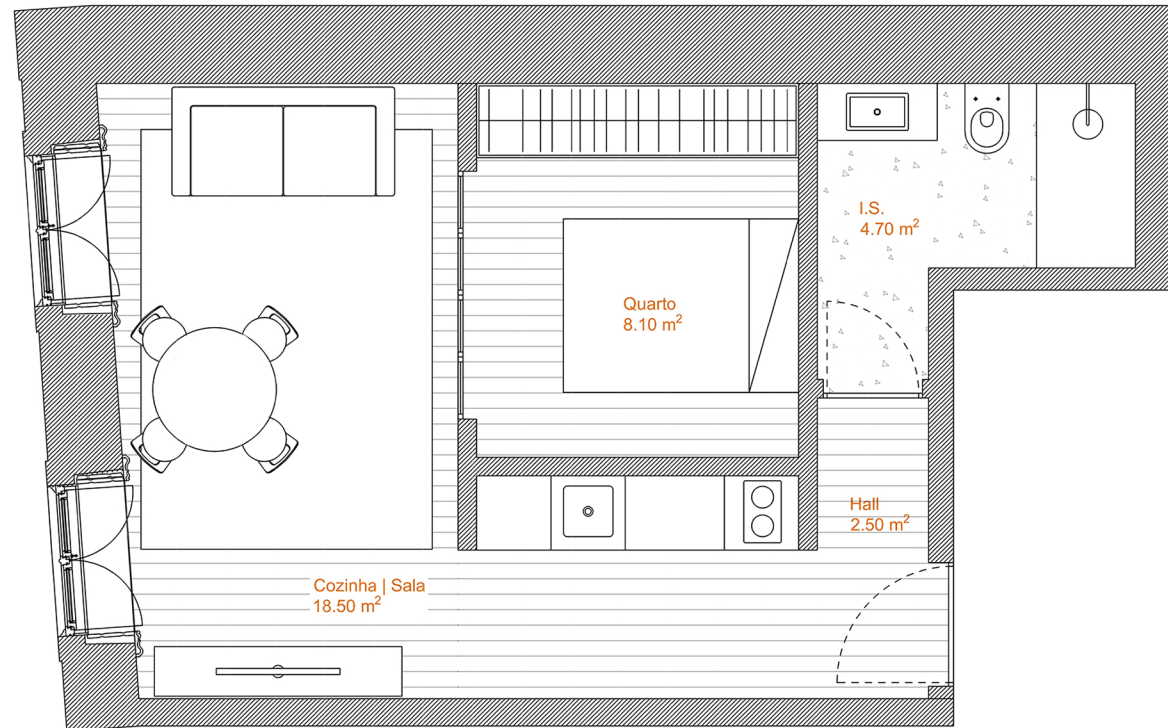 I.S.
4.70 m²
Quarto
8.10 m²
Hall
2.50 m²
Cozinha | Sala
18.50 m²